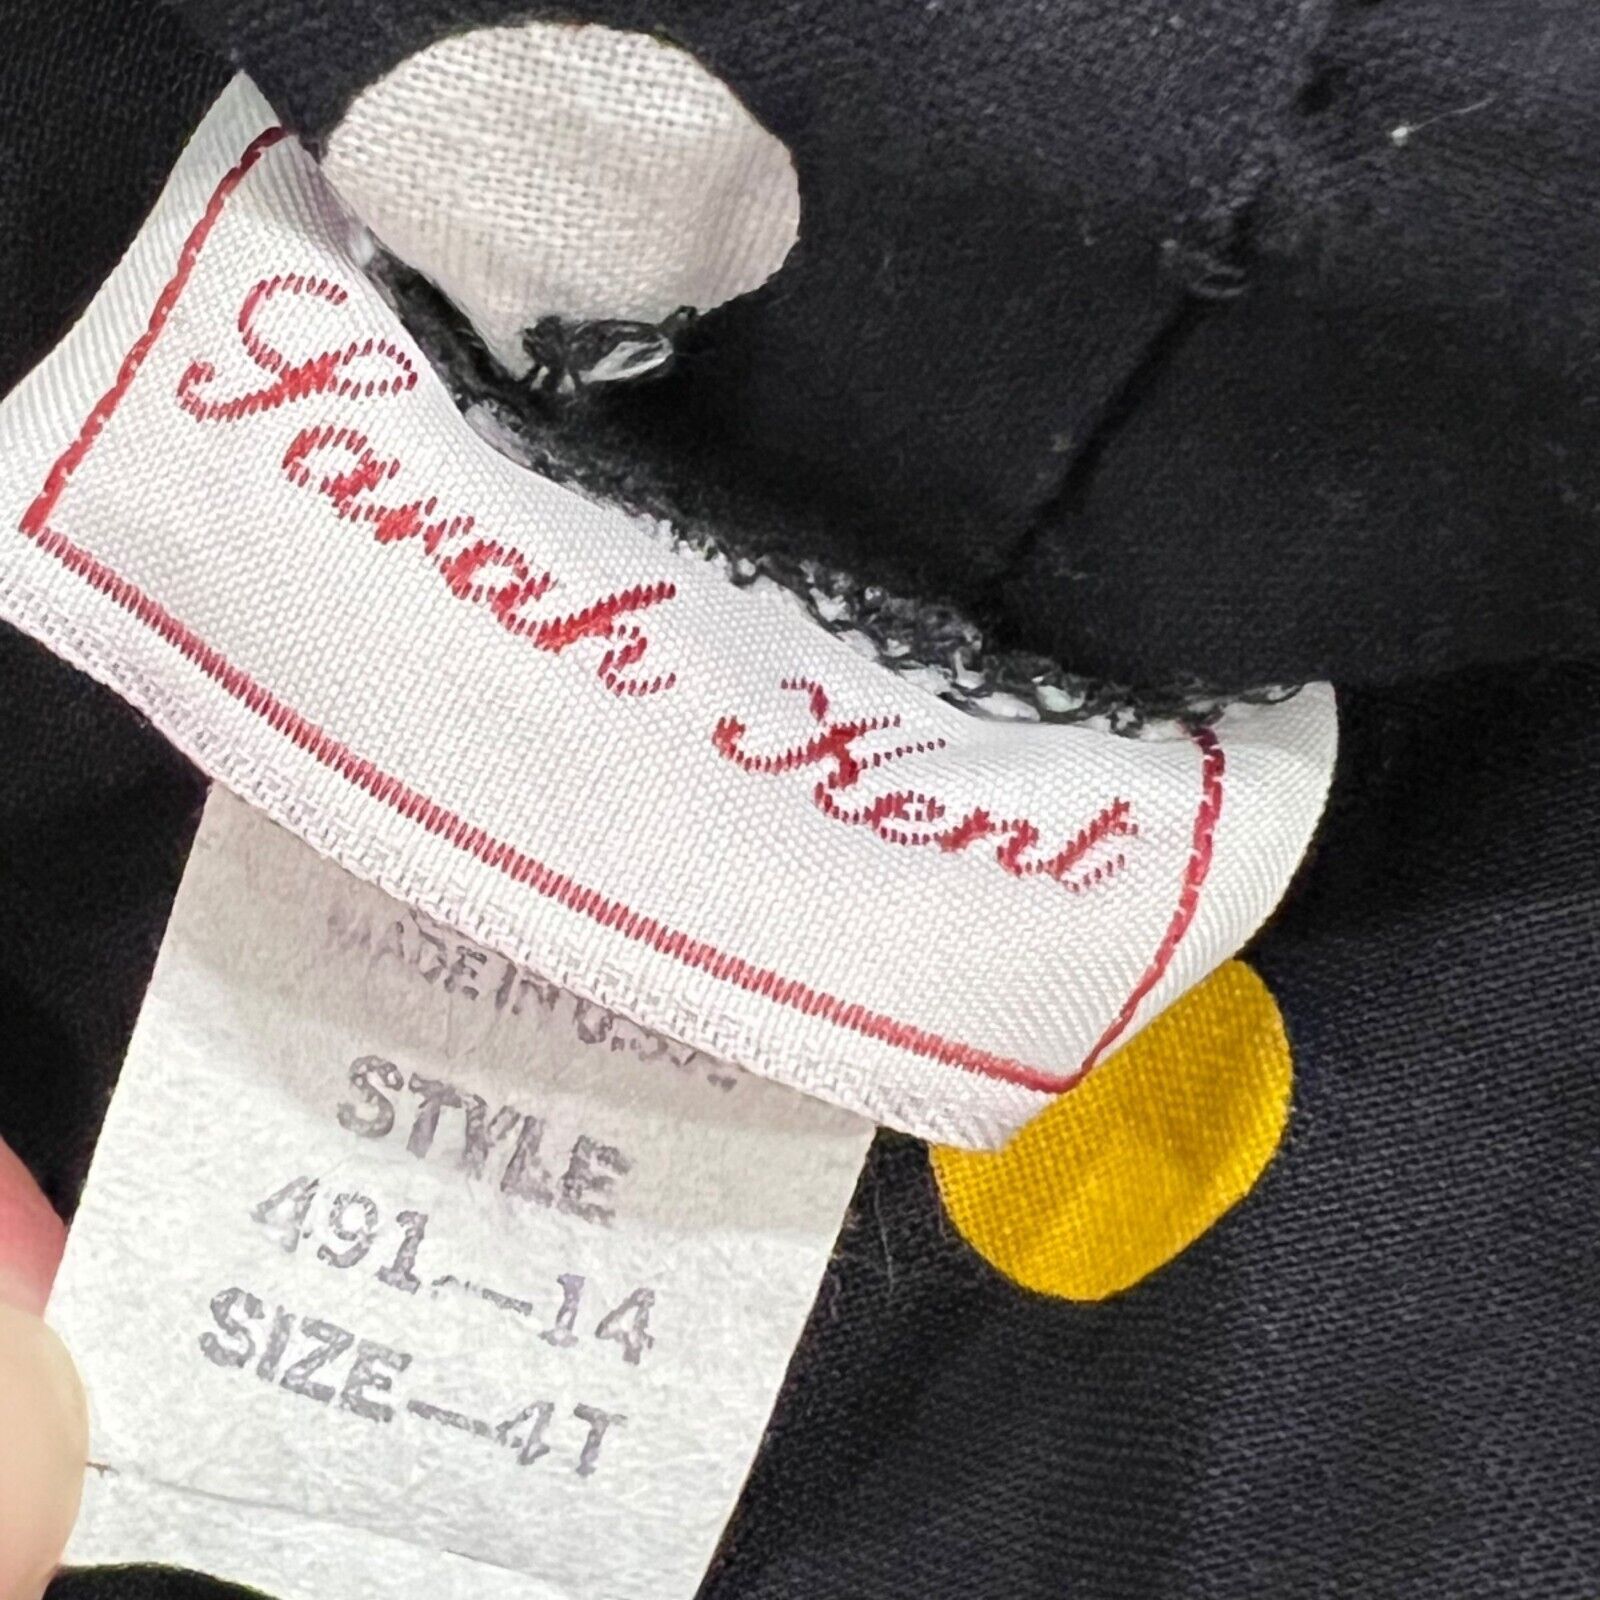 Sarah Kent
MADE IN U.S.A.
STYLE
491—14
SIZE—4T